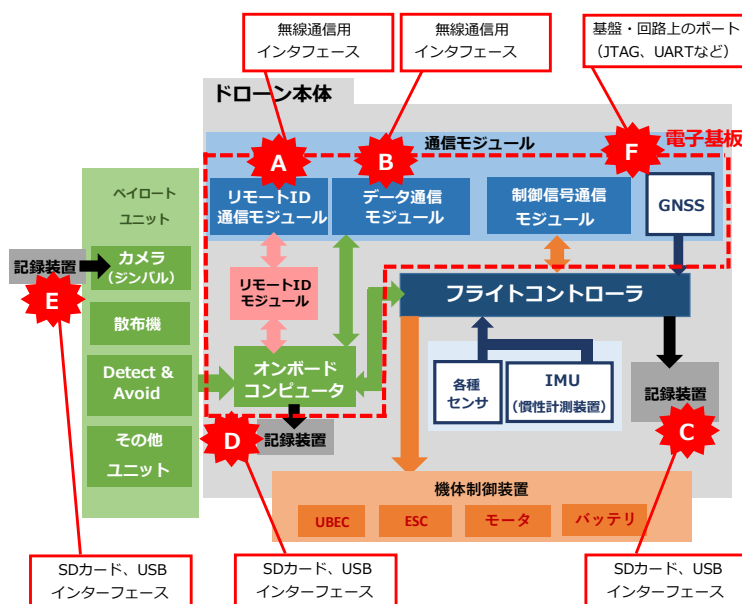 無線通信用
インタフェース
無線通信用
インタフェース
基盤・回路上のポート
（JTAG、UARTなど）
ドローン本体
通信モジュール
電子基板
A
B
F
ペイロート
ユニット
リモートID
通信モジュール
データ通信
モジュール
制御信号通信
モジュール
GNSS
記録装置
カメラ
（ジンバル）
E
リモートID
モジュール
フライトコントローラ
散布機
Detect &
Avoid
オンボード
コンピュータ
各種
センサ
IMU
（慣性計測装置）
記録装置
C
その他
ユニット
D
記録装置
機体制御装置
UBEC
ESC
モータ
バッテリ
SDカード、USB
インターフェース
SDカード、USB
インターフェース
SDカード、USB
インターフェース